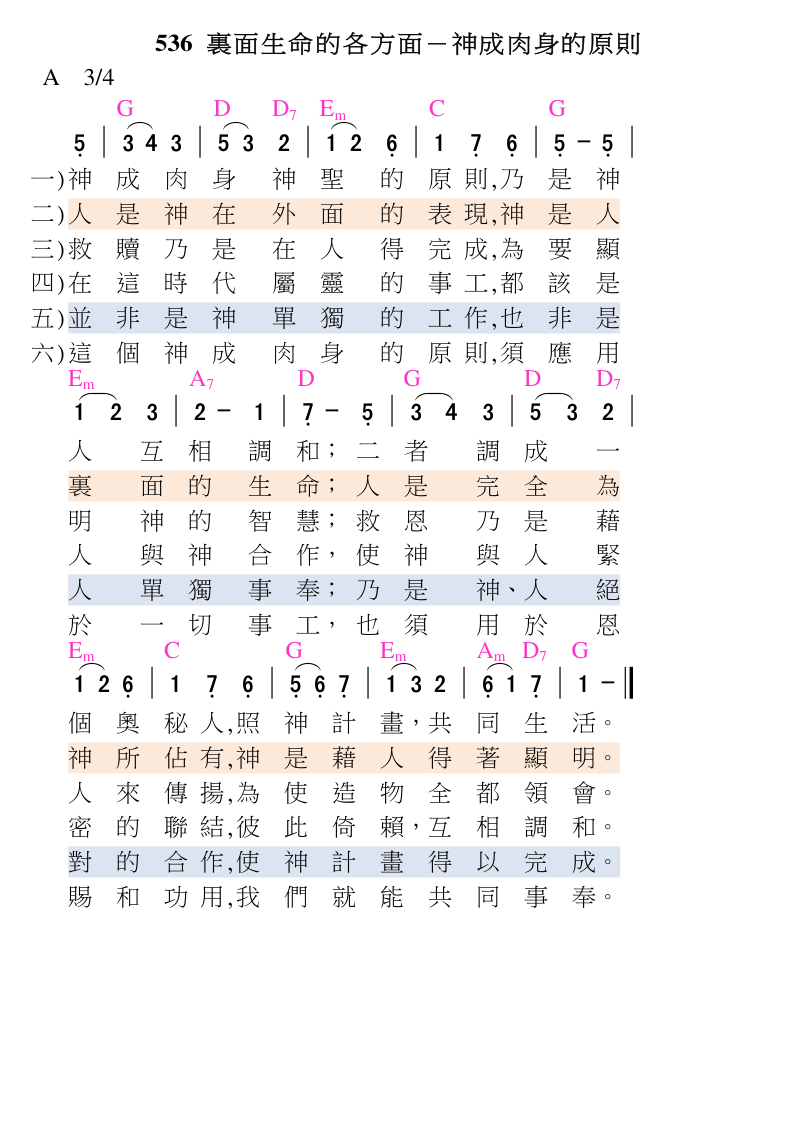 536 裏面生命的各方面－神成肉身的原則
A 3/4
G D D7 Em C G
5 | 3 4 3 | 5 3 2 | 1 2 6 | 1 7 6 | 5 – 5 |
一)神成肉身神聖的原則,乃是神
二)人是神在外面的表現,神是人
三)救贖乃是在人得完成,為要顯
四)在這時代屬靈的事工,都該是
五)並非是神單獨的工作,也非是
六)這個神成肉身的原則,須應用
Em A7 D G D D7
1 2 3 | 2 – 1 | 7 – 5 | 3 4 3 | 5 3 2 |
人互相調和；二者調成一
裏面的生命；人是完全為
明神的智慧；救恩乃是藉
人與神合作，使神與人緊
人單獨事奉；乃是神、人絕
於一切事工，也須用於恩
Em C G Em Am D7 G
1 2 6 | 1 7 6 | 5 6 7 | 1 3 2 | 6 1 7 | 1 – ‖
個奧秘人,照神計畫，共同生活。
神所佔有,神是藉人得著顯明。
人來傳揚,為使造物全都領會。
密的聯結,彼此倚賴，互相調和。
對的合作,使神計畫得以完成。
賜和功用,我們就能共同事奉。